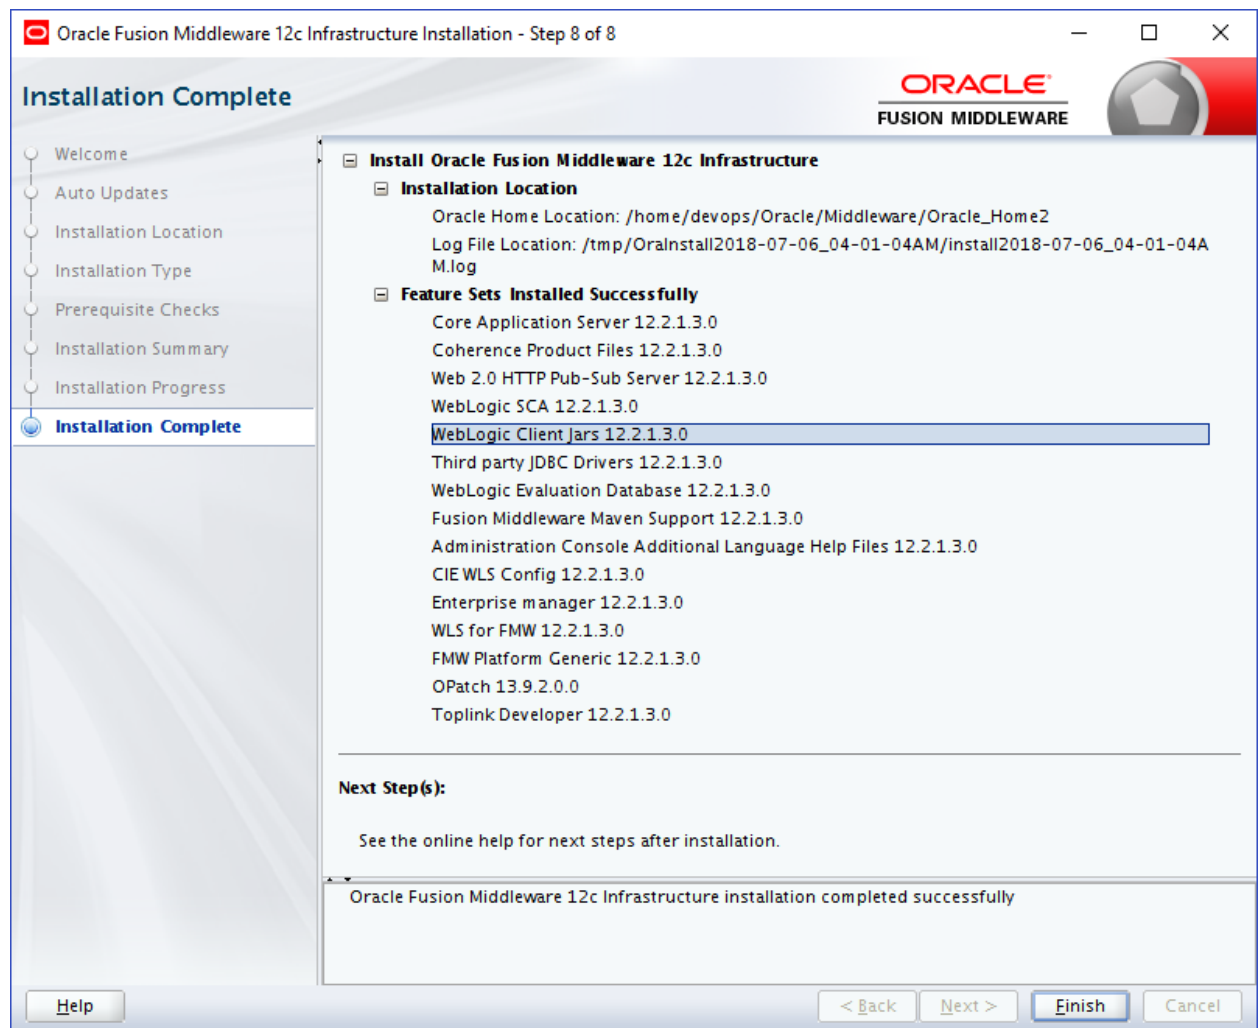 Oracle Fusion Middleware 12c Infrastructure Installation - Step 8 of 8
Installation Complete
ORACLE
FUSION MIDDLEWARE
Welcome
Auto Updates
Installation Location
Installation Type
Prerequisite Checks
Installation Summary
Installation Progress
Installation Complete
Install Oracle Fusion Middleware 12c Infrastructure
Installation Location
Oracle Home Location: /home/devops/Oracle/Middleware/Oracle_Home2
Log File Location: /tmp/OraInstall2018-07-06_04-01-04AM/install2018-07-06_04-01-04A
M.log
Feature Sets Installed Successfully
Core Application Server 12.2.1.3.0
Coherence Product Files 12.2.1.3.0
Web 2.0 HTTP Pub-Sub Server 12.2.1.3.0
WebLogic SCA 12.2.1.3.0
WebLogic Client Jars 12.2.1.3.0
Third party JDBC Drivers 12.2.1.3.0
WebLogic Evaluation Database 12.2.1.3.0
Fusion Middleware Maven Support 12.2.1.3.0
Administration Console Additional Language Help Files 12.2.1.3.0
CIE WLS Config 12.2.1.3.0
Enterprise manager 12.2.1.3.0
WLS for FMW 12.2.1.3.0
FMW Platform Generic 12.2.1.3.0
OPatch 13.9.2.0.0
Toplink Developer 12.2.1.3.0
Next Step(s):
See the online help for next steps after installation.
Oracle Fusion Middleware 12c Infrastructure installation completed successfully
Help
< Back
Next >
Finish
Cancel